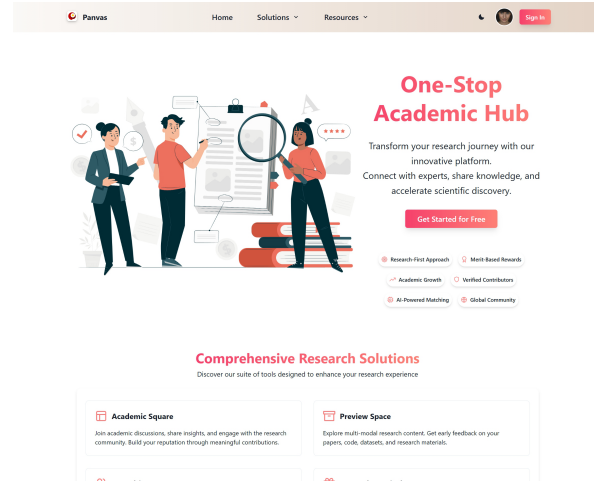 Panvas
Home
Solutions
Resources
Sign In
A
One-Stop
Academic Hub
Transform your research journey with our
innovative platform.
Connect with experts, share knowledge, and
accelerate scientific discovery.
Get Started for Free
Research-First Approach
Merit-Based Rewards
Academic Growth
Verified Contributors
AI-Powered Matching
Global Community
Comprehensive Research Solutions
Discover our suite of tools designed to enhance your research experience
Academic Square
Join academic discussions, share insights, and engage with the research
community. Build your reputation through meaningful contributions.
Preview Space
Explore multi-modal research content. Get early feedback on your
papers, code, datasets, and research materials.